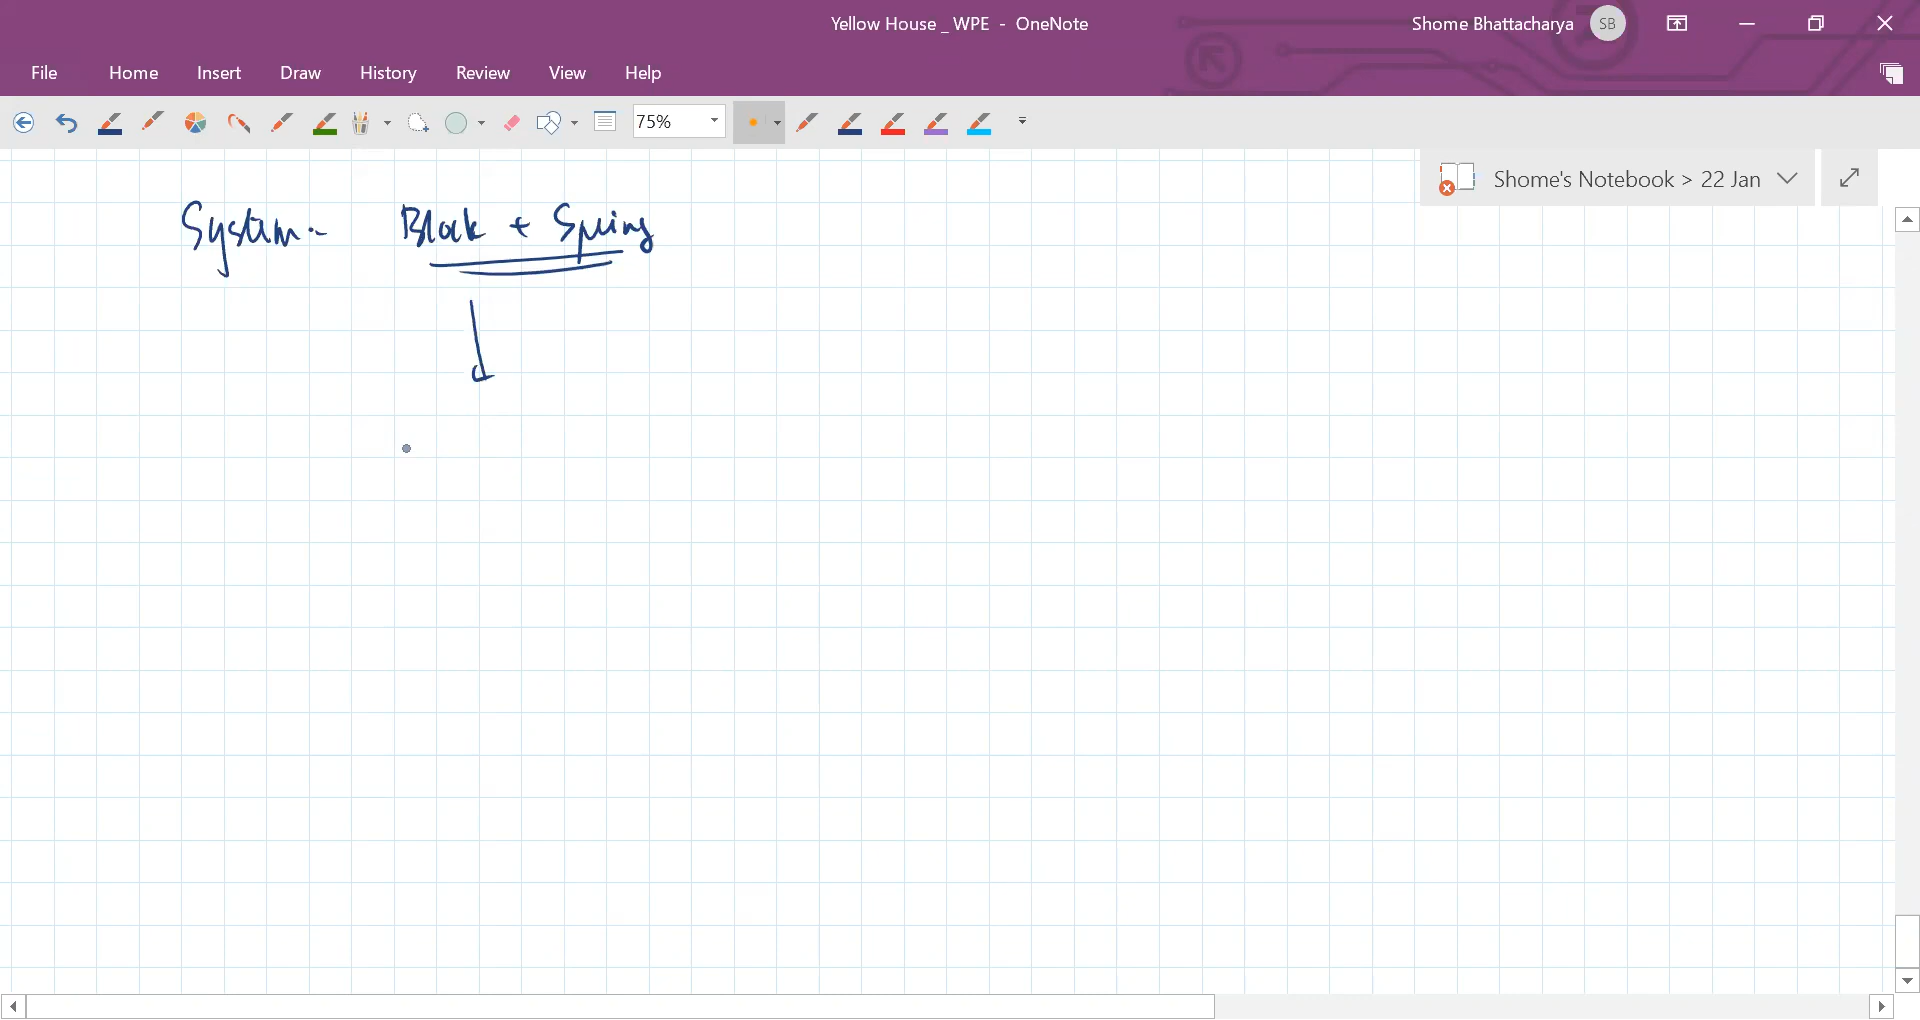 Yellow House _ WPE - OneNote
Shome Bhattacharya SB
File Home Insert Draw History Review View Help
75%
Shome's Notebook > 22 Jan
System:- Block + Spring